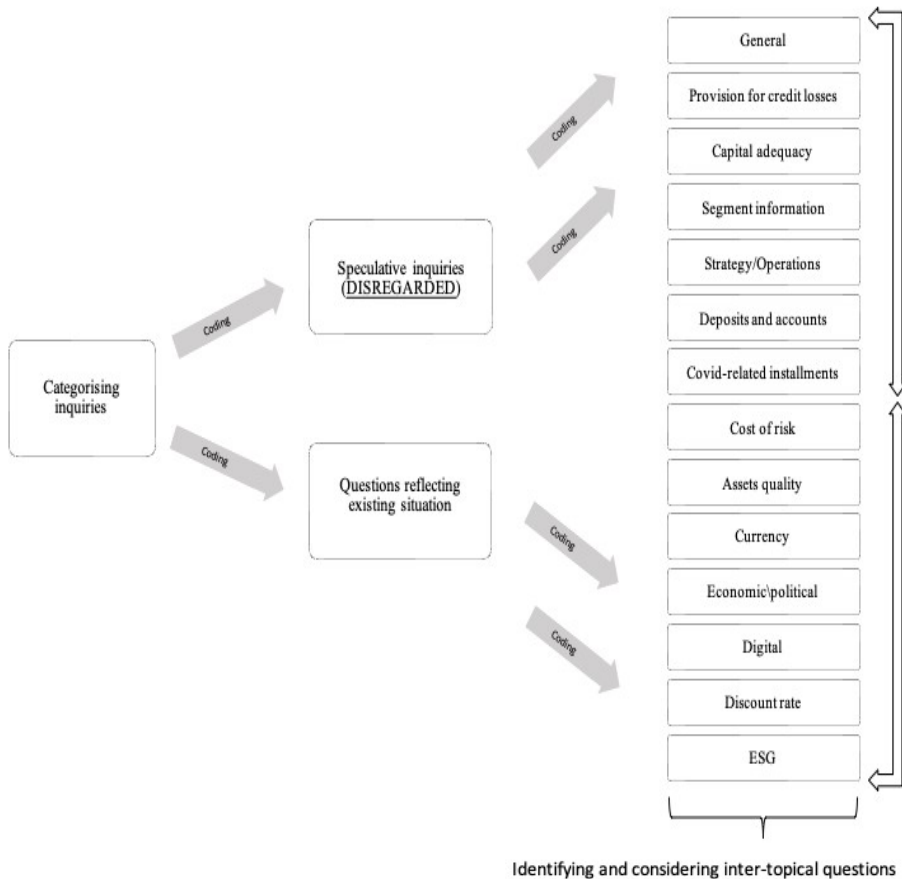 Categorising
inquiries
Coding
Coding
Speculative inquiries
(DISREGARDED)
Questions reflecting
existing situation
Coding
Coding
Coding
Coding
General
Provision for credit losses
Capital adequacy
Segment information
Strategy/Operations
Deposits and accounts
Covid-related installments
Cost of risk
Assets quality
Currency
Economic\political
Digital
Discount rate
ESG
Identifying and considering inter-topical questions